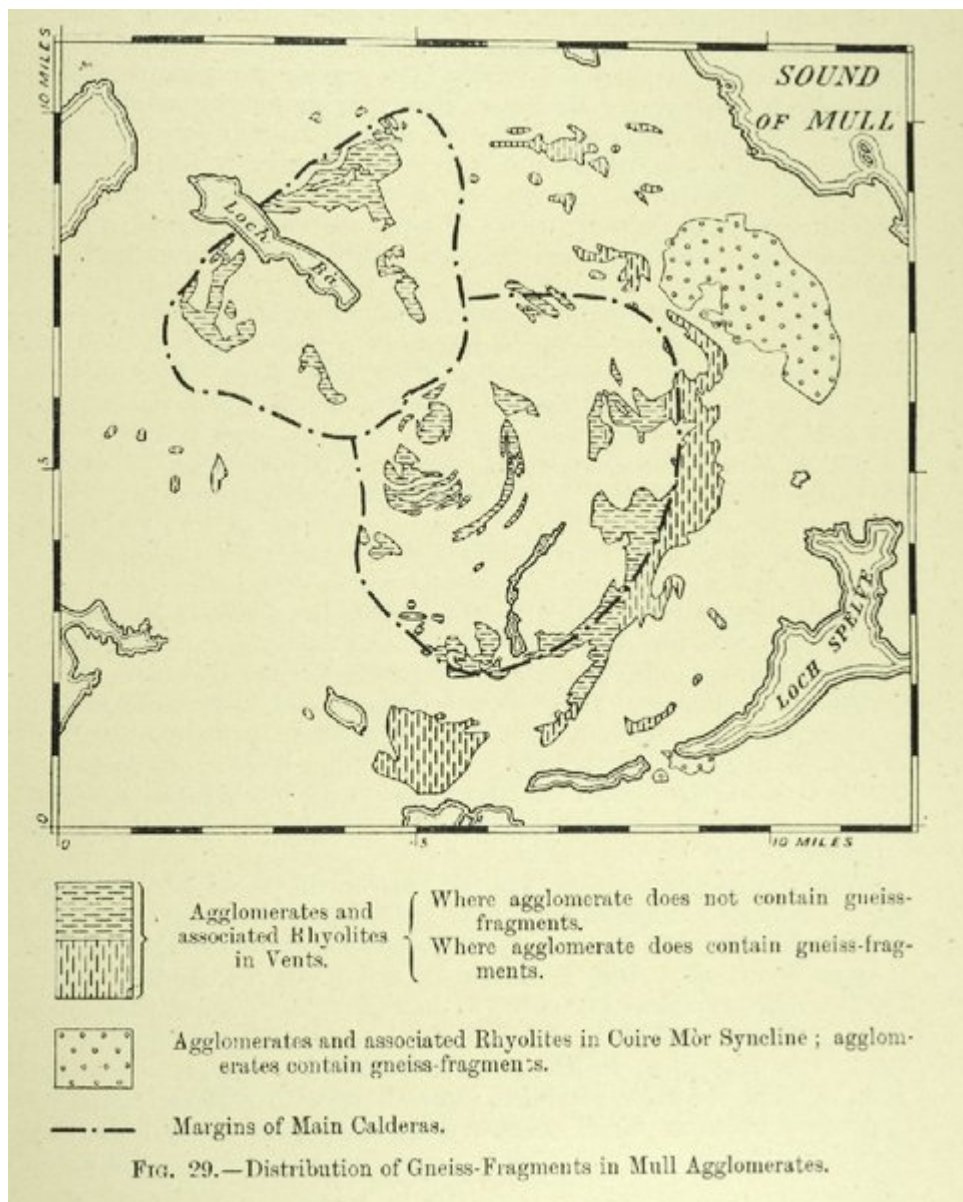 10 MILES
SOUND
OF MULL
Loch Bà
5
LOCH SPELVE
0
0
5
10 MILES
Agglomerates and
associated Rhyolites
in Vents.
Where agglomerate does not contain gneiss-
fragments.
Where agglomerate does contain gneiss-frag-
ments.
Agglomerates and associated Rhyolites in Coire Mòr Syncline ; agglom-
erates contain gneiss-fragments.
Margins of Main Calderas.
FIG. 29.—Distribution of Gneiss-Fragments in Mull Agglomerates.